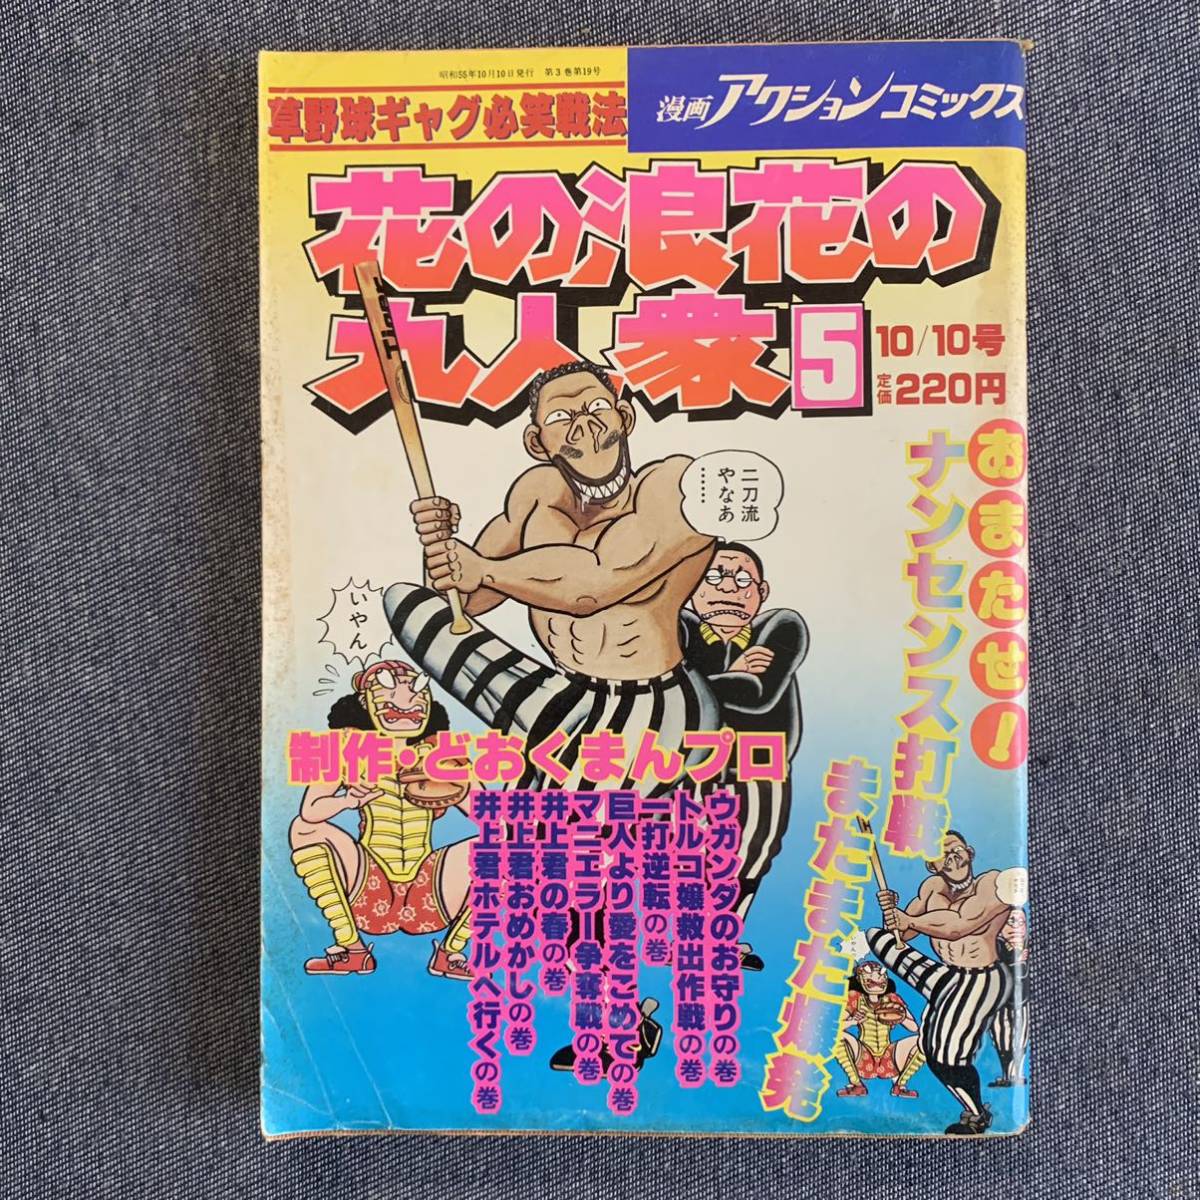 昭和55年10月10日発行　第3巻第19号
草野球ギャグ必笑戦法
漫画アクションコミックス
花の浪花の
九人衆
5
10/10号
定価220円
おまたせ!
ナンセンス打戦
またまた爆発
二刀流
やなあ
……
いやん
制作・どおくまんプロ
ウガンダのお守りの巻
トルコ嬢救出作戦の巻
一打逆転の巻
巨人より愛をこめての巻
マニエラー争奪戦の巻
井上君の春の巻
井上君おめかしの巻
井上君ホテルへ行くの巻